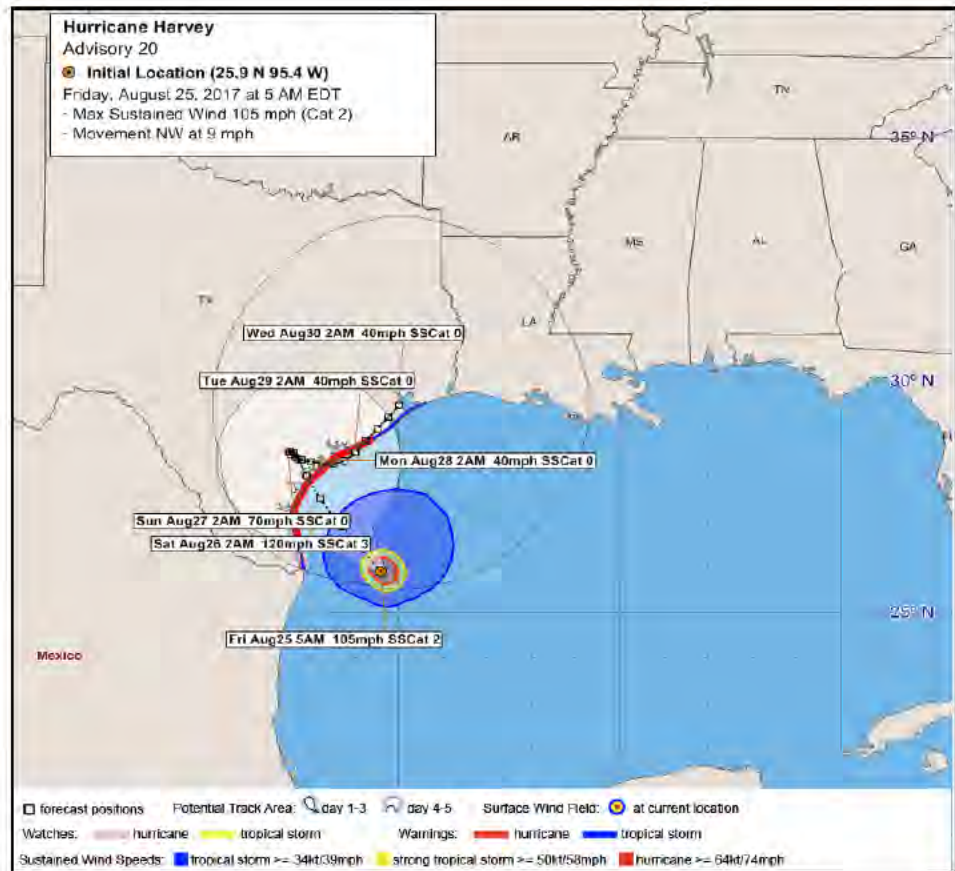 Hurricane Harvey
Advisory 20
Initial Location (25.9 N 95.4 W)
Friday, August 25, 2017 at 5 AM EDT
- Max Sustained Wind 105 mph (Cat 2)
- Movement NW at 9 mph
TN
35° N
AR
MS
AL
GA
TX
LA
Wed Aug30 2AM 40mph SSCat 0
30° N
Tue Aug29 2AM 40mph SSCat 0
Mon Aug28 2AM 40mph SSCat 0
Sun Aug27 2AM 70mph SSCat 0
Sat Aug26 2AM 120mph SSCat 3
25° N
Fri Aug25 5AM 105mph SSCat 2
Mexico
forecast positions Potential Track Area: day 1-3 day 4-5 Surface Wind Field: at current location
Watches: hurricane tropical storm Warnings: hurricane tropical storm
Sustained Wind Speeds: tropical storm >= 34kt/39mph strong tropical storm >= 50kt/58mph hurricane >= 64kt/74mph